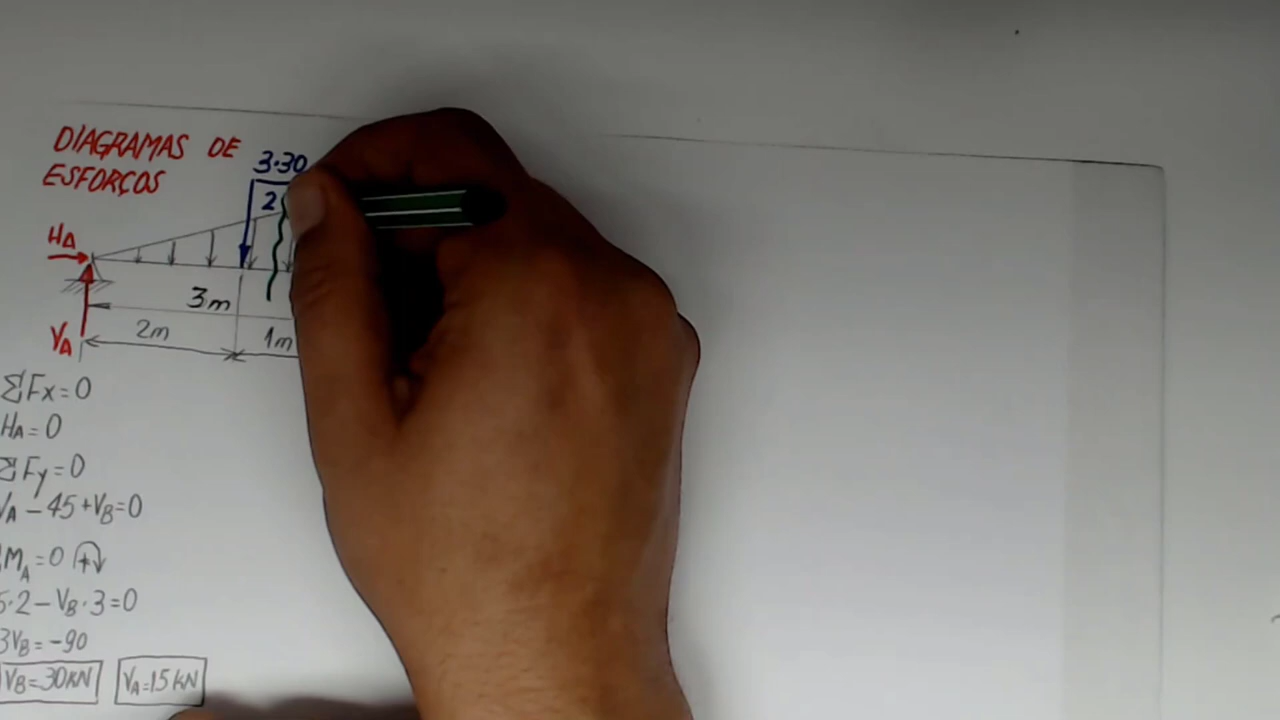 DIAGRAMAS DE
ESFORÇOS
3·30
2
HA
3m
VA
2m
1m
ΣFx=0
HA=0
ΣFy=0
VA-45+VB=0
MA=0
·2-VB·3=0
3VB=-90
VB=30KN
VA=15KN